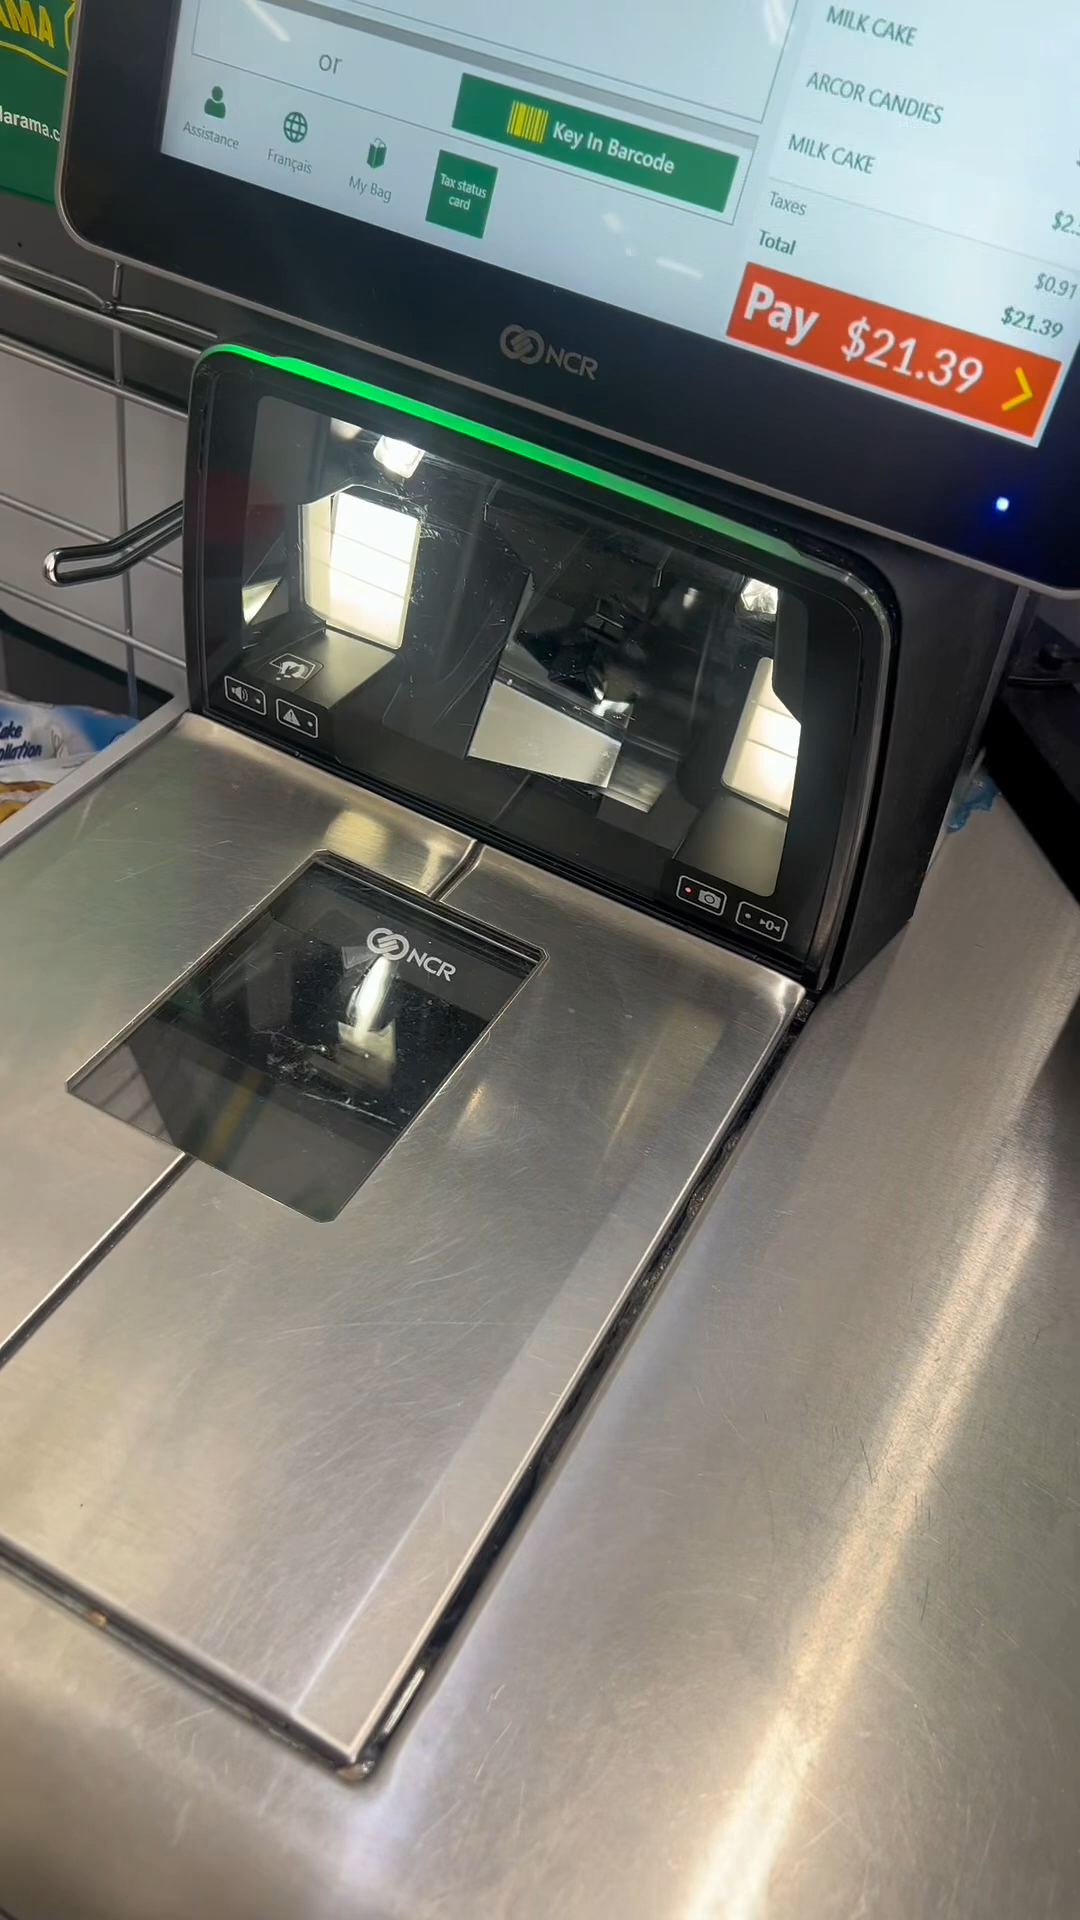 MILK CAKE
ARCOR CANDIES
MILK CAKE
or
Key In Barcode
Assistance
Français
My Bag
Tax status
card
Taxes
$0.91
Total
$21.39
Pay $21.39
NCR
NCR